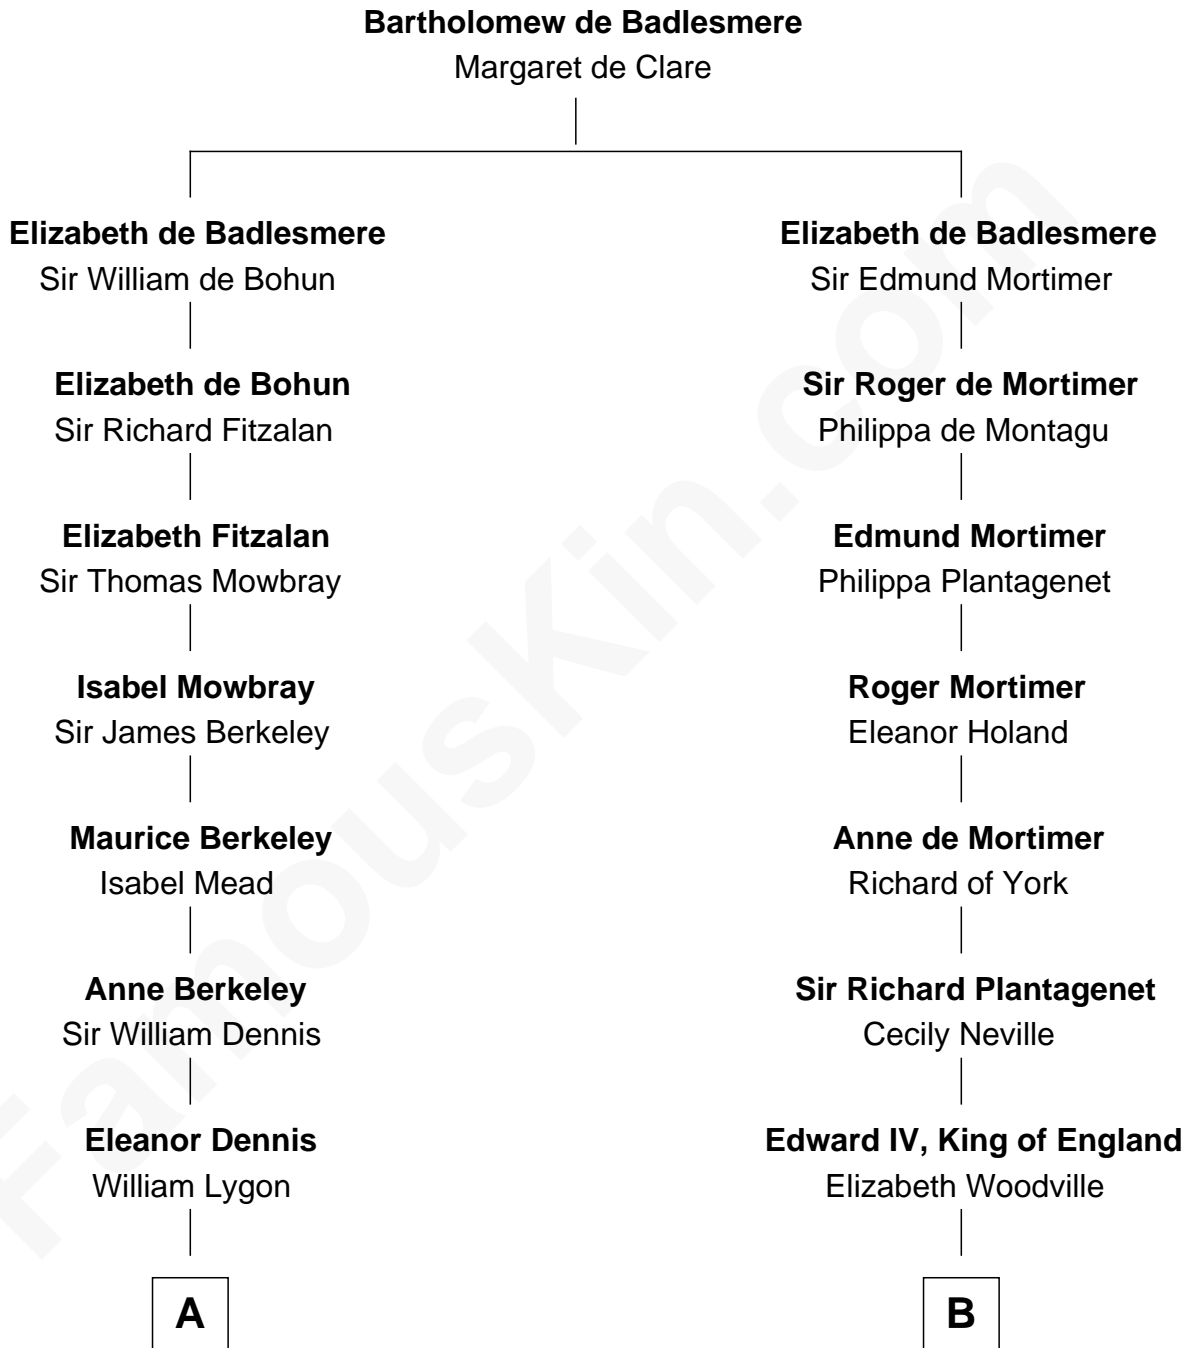 Bartholomew de Badlesmere
Margaret de Clare
Elizabeth de Badlesmere
Sir William de Bohun
Elizabeth de Badlesmere
Sir Edmund Mortimer
Elizabeth de Bohun
Sir Richard Fitzalan
Sir Roger de Mortimer
Philippa de Montagu
Elizabeth Fitzalan
Sir Thomas Mowbray
Edmund Mortimer
Philippa Plantagenet
Isabel Mowbray
Sir James Berkeley
Roger Mortimer
Eleanor Holand
Maurice Berkeley
Isabel Mead
Anne de Mortimer
Richard of York
Anne Berkeley
Sir William Dennis
Sir Richard Plantagenet
Cecily Neville
Eleanor Dennis
William Lygon
Edward IV, King of England
Elizabeth Woodville
A
B
FamousKin.com